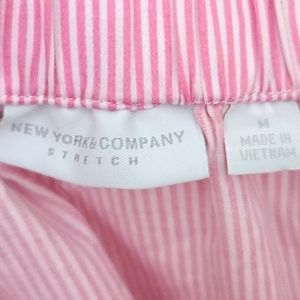 NEW YORK&COMPANY
STRETCH
M
MADE IN
VIETNAM